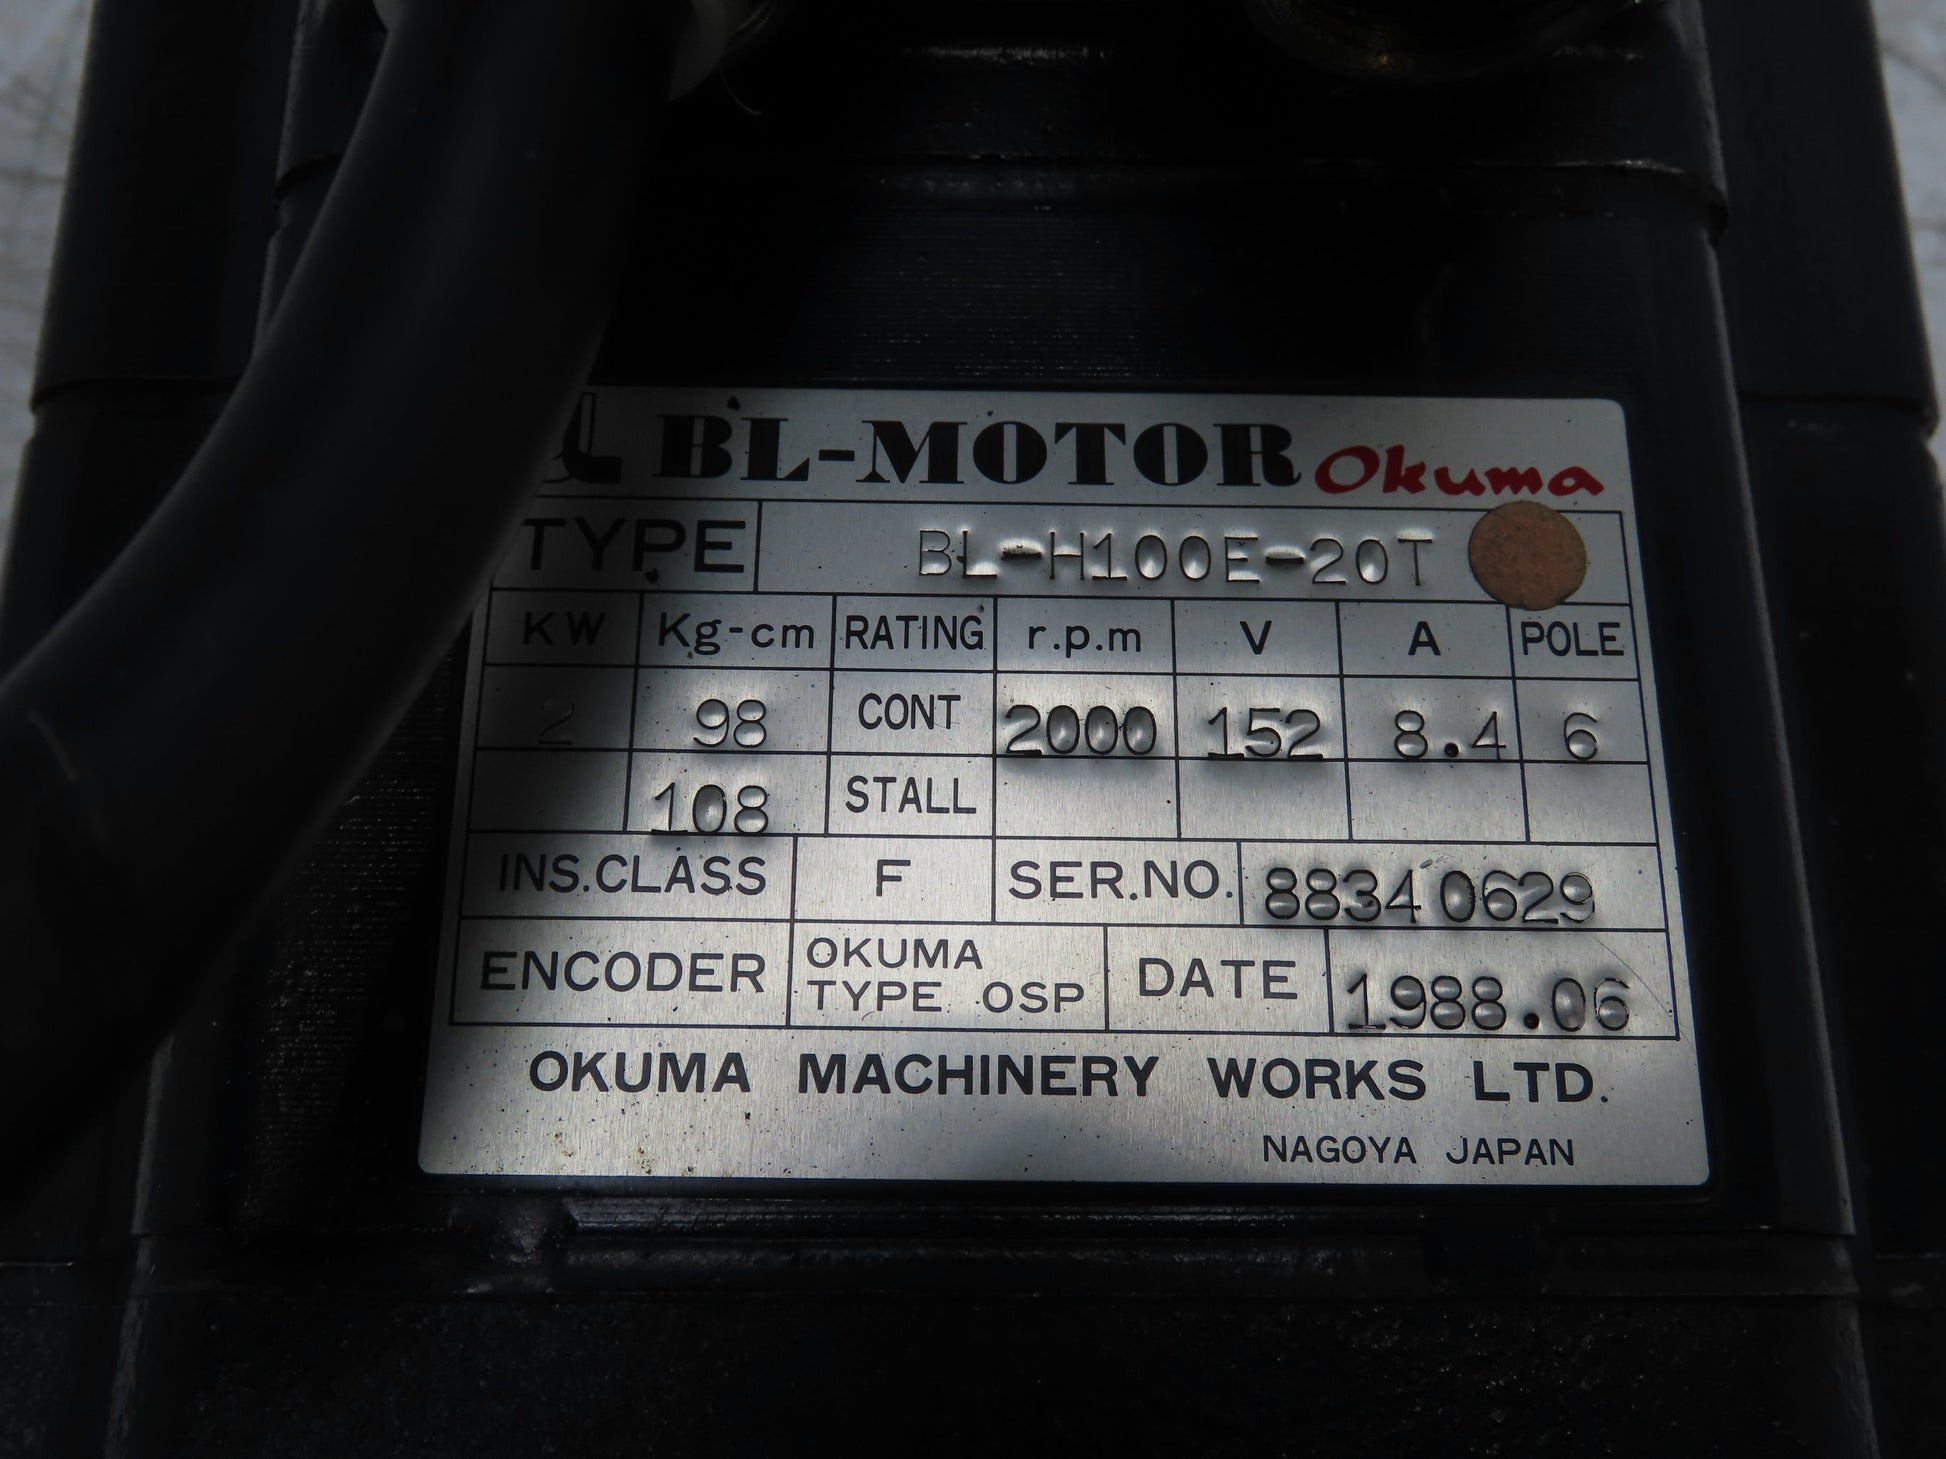 BL-MOTOR Okuma
TYPE BL-H100E-20T
KW Kg-cm RATING r.p.m V A POLE
2 98 CONT 2000 152 8.4 6
108 STALL
INS.CLASS F SER.NO. 88340629
ENCODER OKUMA TYPE OSP DATE 1988.06
OKUMA MACHINERY WORKS LTD.
NAGOYA JAPAN